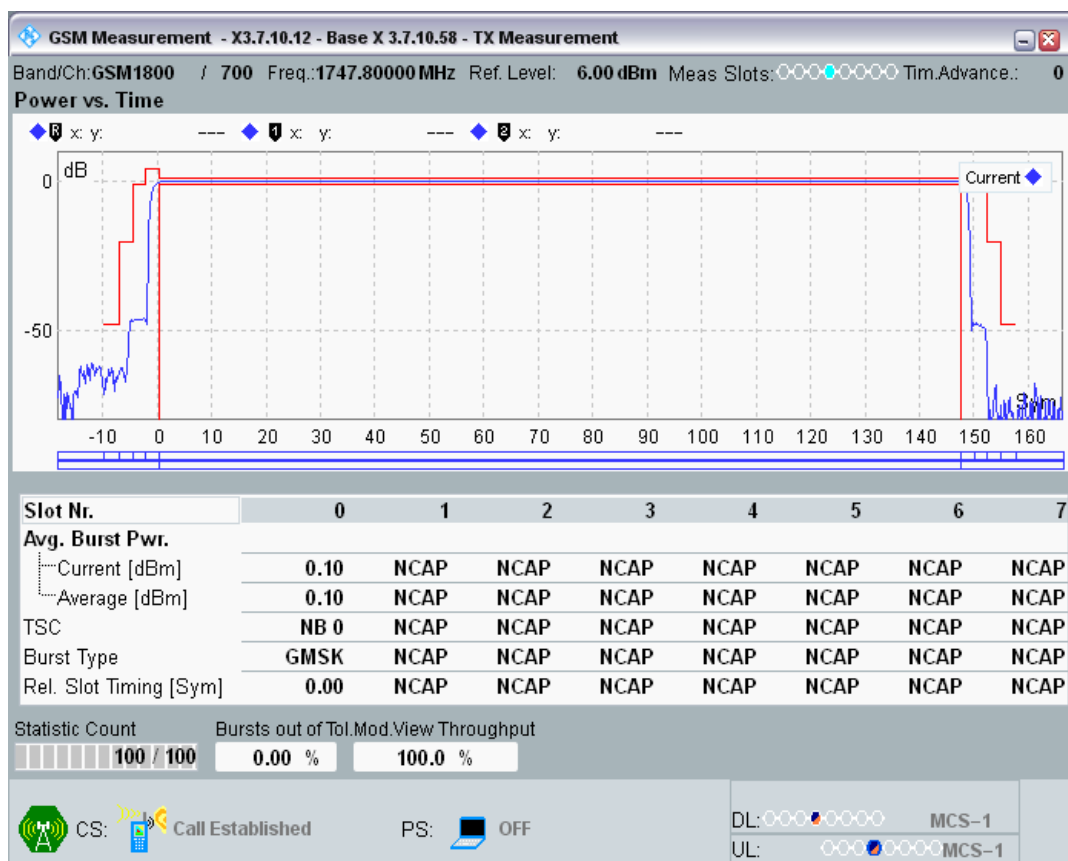 GSM Measurement - X3.7.10.12 - Base X 3.7.10.58 - TX Measurement
Band/Ch:GSM1800 / 700 Freq.:1747.80000 MHz Ref. Level: 6.00 dBm Meas Slots: Tim.Advance.: 0
Power vs. Time
R x: y: --- 1 x: y: --- 2 x: y: ---
dB
Current
0
-50
Sym
-10 0 10 20 30 40 50 60 70 80 90 100 110 120 130 140 150 160
Slot Nr. 0 1 2 3 4 5 6 7
Avg. Burst Pwr.
Current [dBm] 0.10 NCAP NCAP NCAP NCAP NCAP NCAP NCAP
Average [dBm] 0.10 NCAP NCAP NCAP NCAP NCAP NCAP NCAP
TSC NB 0 NCAP NCAP NCAP NCAP NCAP NCAP NCAP
Burst Type GMSK NCAP NCAP NCAP NCAP NCAP NCAP NCAP
Rel. Slot Timing [Sym] 0.00 NCAP NCAP NCAP NCAP NCAP NCAP NCAP
Statistic Count Bursts out of Tol.Mod.View Throughput
100 / 100 0.00 % 100.0 %
CS: Call Established PS: OFF
DL: MCS-1
UL: MCS-1